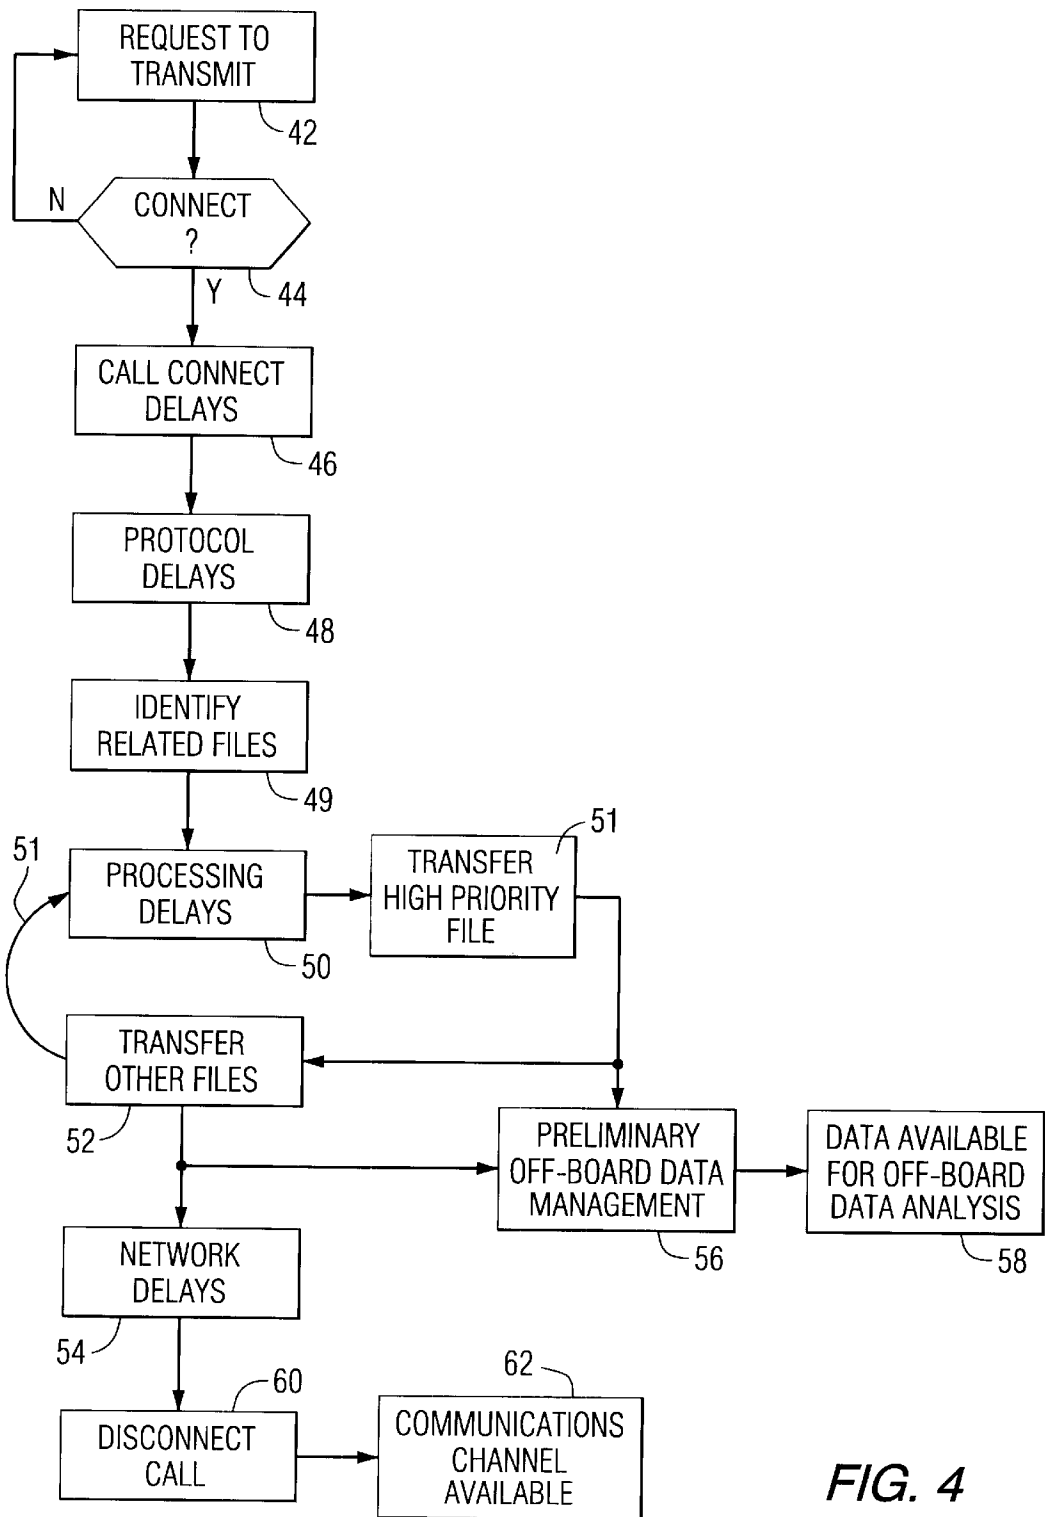 REQUEST TO
TRANSMIT
42
N
CONNECT
?
44
Y
CALL CONNECT
DELAYS
46
PROTOCOL
DELAYS
48
IDENTIFY
RELATED FILES
49
51
PROCESSING
DELAYS
50
51
TRANSFER
HIGH PRIORITY
FILE
TRANSFER
OTHER FILES
52
PRELIMINARY
OFF-BOARD DATA
MANAGEMENT
56
DATA AVAILABLE
FOR OFF-BOARD
DATA ANALYSIS
58
NETWORK
DELAYS
54
60
DISCONNECT
CALL
62
COMMUNICATIONS
CHANNEL
AVAILABLE
FIG. 4